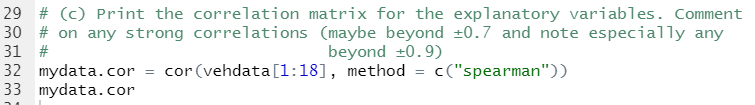 29 # (c) Print the correlation matrix for the explanatory variables. Comment
30 # on any strong correlations (maybe beyond ±0.7 and note especially any
31 #                              beyond ±0.9)
32 mydata.cor = cor(vehdata[1:18], method = c("spearman"))
33 mydata.cor